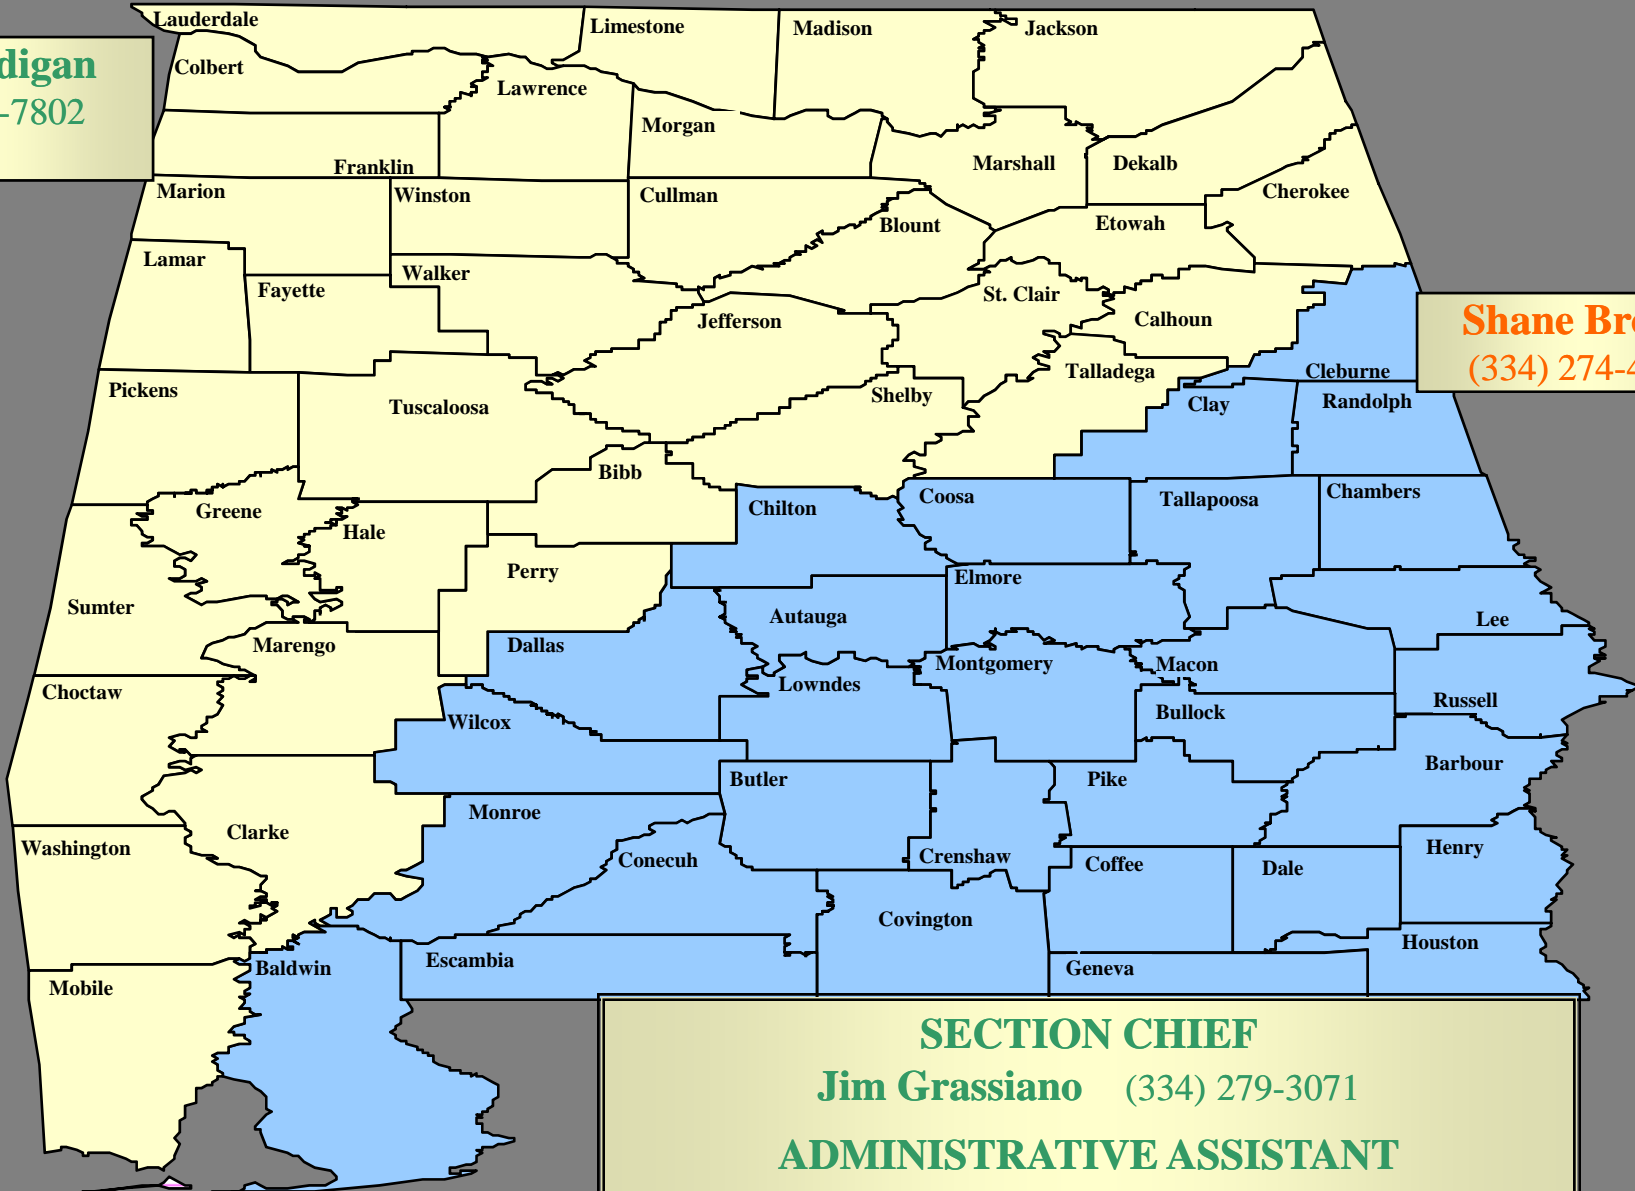 Lauderdale
Limestone
Madison
Jackson
digan
Colbert
Lawrence
-7802
Morgan
Franklin
Marshall
Dekalb
Marion
Winston
Cullman
Cherokee
Blount
Etowah
Lamar
Walker
Fayette
St. Clair
Jefferson
Calhoun
Shane Bro
(334) 274-4
Talladega
Cleburne
Pickens
Tuscaloosa
Shelby
Clay
Randolph
Bibb
Greene
Hale
Chilton
Coosa
Tallapoosa
Chambers
Perry
Elmore
Sumter
Autauga
Lee
Marengo
Dallas
Montgomery
Macon
Choctaw
Lowndes
Wilcox
Bullock
Russell
Butler
Pike
Barbour
Monroe
Clarke
Washington
Conecuh
Crenshaw
Coffee
Dale
Henry
Covington
Houston
Escambia
Baldwin
Geneva
Mobile
SECTION CHIEF
Jim Grassiano (334) 279-3071
ADMINISTRATIVE ASSISTANT